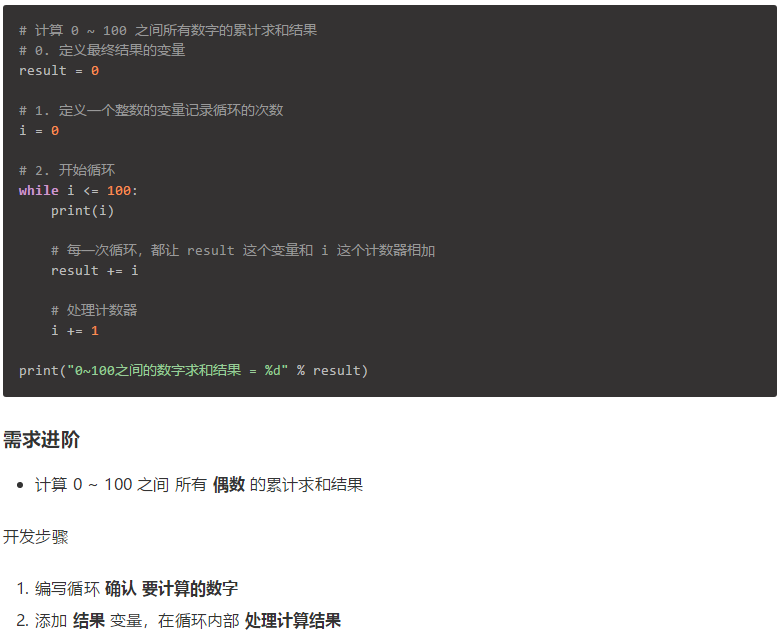 # 计算 0 ~ 100 之间所有数字的累计求和结果
# 0. 定义最终结果的变量
result = 0
# 1. 定义一个整数的变量记录循环的次数
i = 0
# 2. 开始循环
while i <= 100:
    print(i)
    # 每一次循环，都让 result 这个变量和 i 这个计数器相加
    result += i
    # 处理计数器
    i += 1
print("0~100之间的数字求和结果 = %d" % result)
需求进阶
• 计算 0 ~ 100 之间 所有 偶数 的累计求和结果
开发步骤
1. 编写循环 确认 要计算的数字
2. 添加 结果 变量，在循环内部 处理计算结果